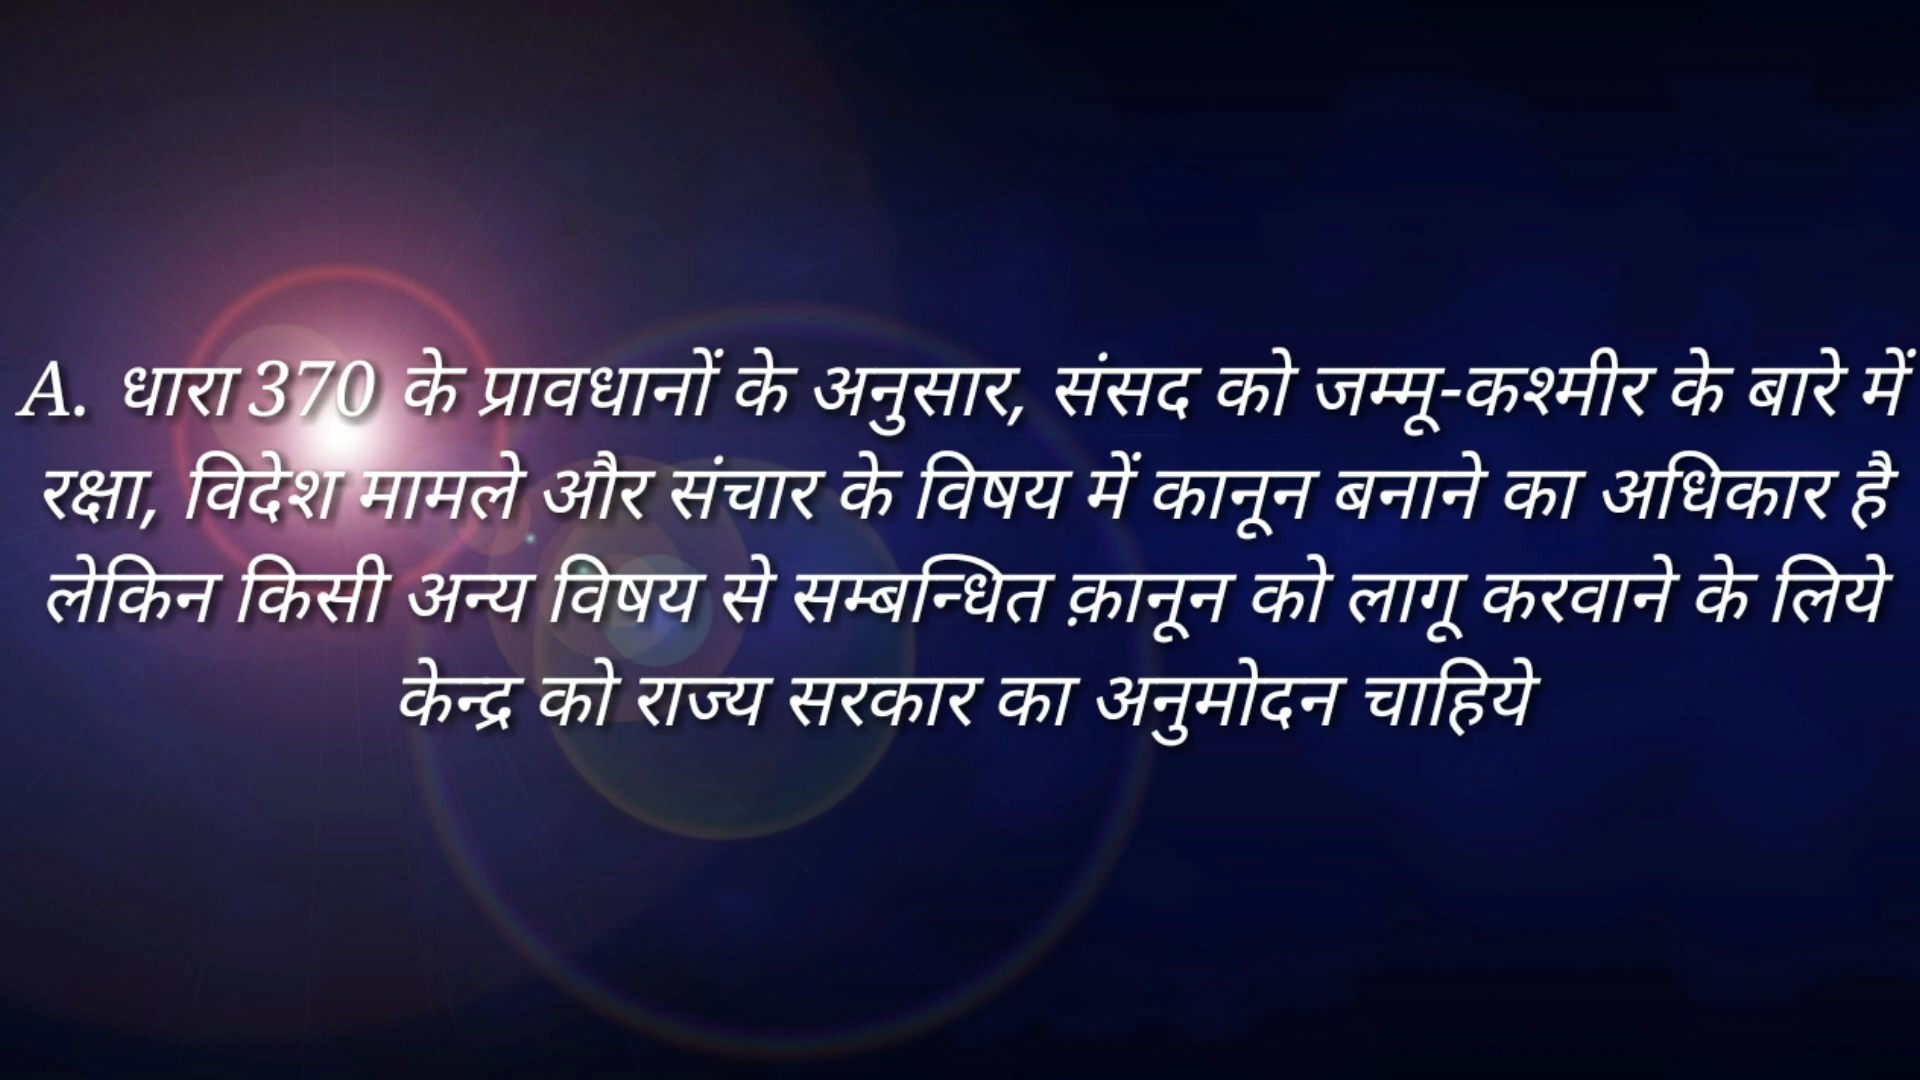 A. धारा 370 के प्रावधानों के अनुसार, संसद को जम्मू-कश्मीर के बारे में
रक्षा, विदेश मामले और संचार के विषय में कानून बनाने का अधिकार है
लेकिन किसी अन्य विषय से सम्बन्धित क़ानून को लागू करवाने के लिये
केन्द्र को राज्य सरकार का अनुमोदन चाहिये